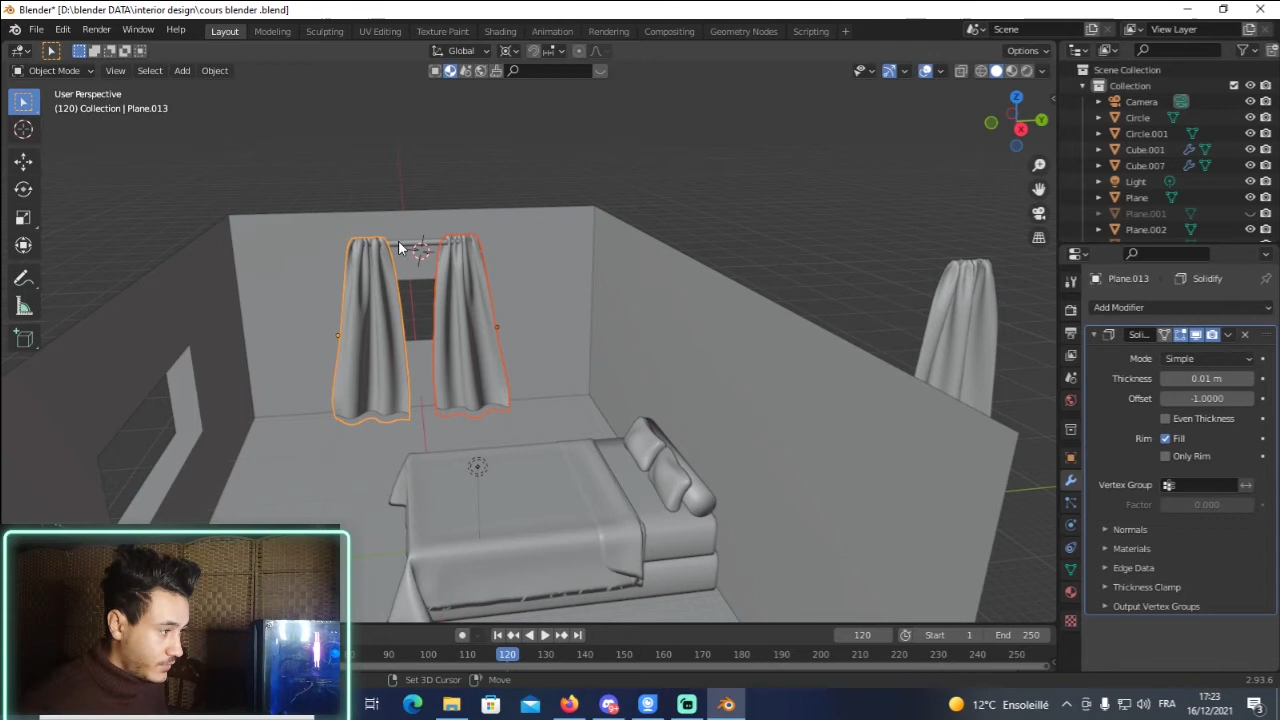 Blender* [D:\blender DATA\interior design\cours blender .blend]
File Edit Render Window Help Layout Modeling Sculpting UV Editing Texture Paint Shading Animation Rendering Compositing Geometry Nodes Scripting + Scene View Layer
Global Options
Object Mode View Select Add Object
User Perspective
(120) Collection | Plane.013
Z
Y
X
Scene Collection
Collection
Camera
Circle
Circle.001
Cube.001
Cube.007
Light
Plane
Plane.001
Plane.002
Plane.013 Solidify
Add Modifier
Soli...
Mode Simple
Thickness 0.01 m
Offset -1.0000
Even Thickness
Rim Fill
Only Rim
Vertex Group
Factor 0.000
Normals
Materials
Edge Data
Thickness Clamp
Output Vertex Groups
120 Start 1 End 250
90 100 110 120 130 140 150 160 170 180 190 200 210 220 230 240 250
Set 3D Cursor Move 2.93.6
12°C Ensoleillé FRA 17:23
16/12/2021
3